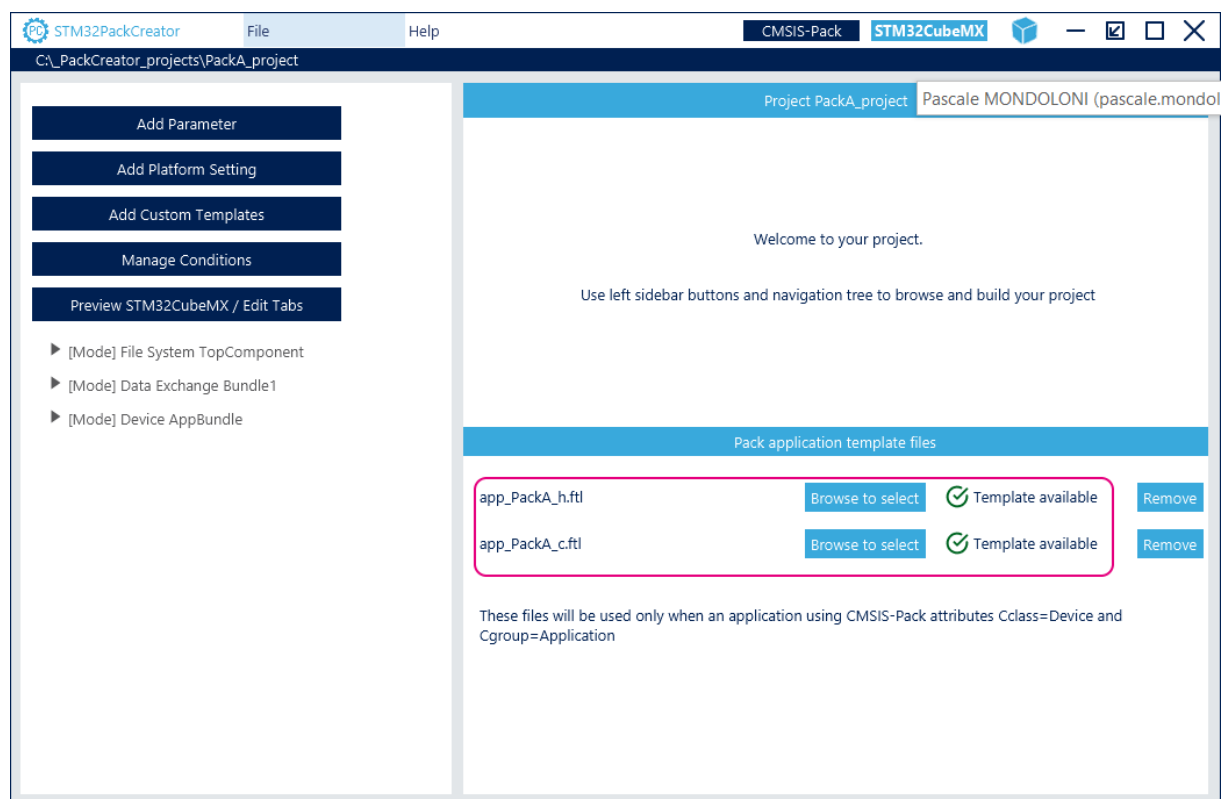 PC STM32PackCreator File Help CMSIS-Pack STM32CubeMX
C:\_PackCreator_projects\PackA_project
Project PackA_project Pascale MONDOLONI (pascale.mondol
Add Parameter
Add Platform Setting
Add Custom Templates
Manage Conditions
Preview STM32CubeMX / Edit Tabs
[Mode] File System TopComponent
[Mode] Data Exchange Bundle1
[Mode] Device AppBundle
Welcome to your project.
Use left sidebar buttons and navigation tree to browse and build your project
Pack application template files
app_PackA_h.ftl Browse to select Template available Remove
app_PackA_c.ftl Browse to select Template available Remove
These files will be used only when an application using CMSIS-Pack attributes Cclass=Device and
Cgroup=Application